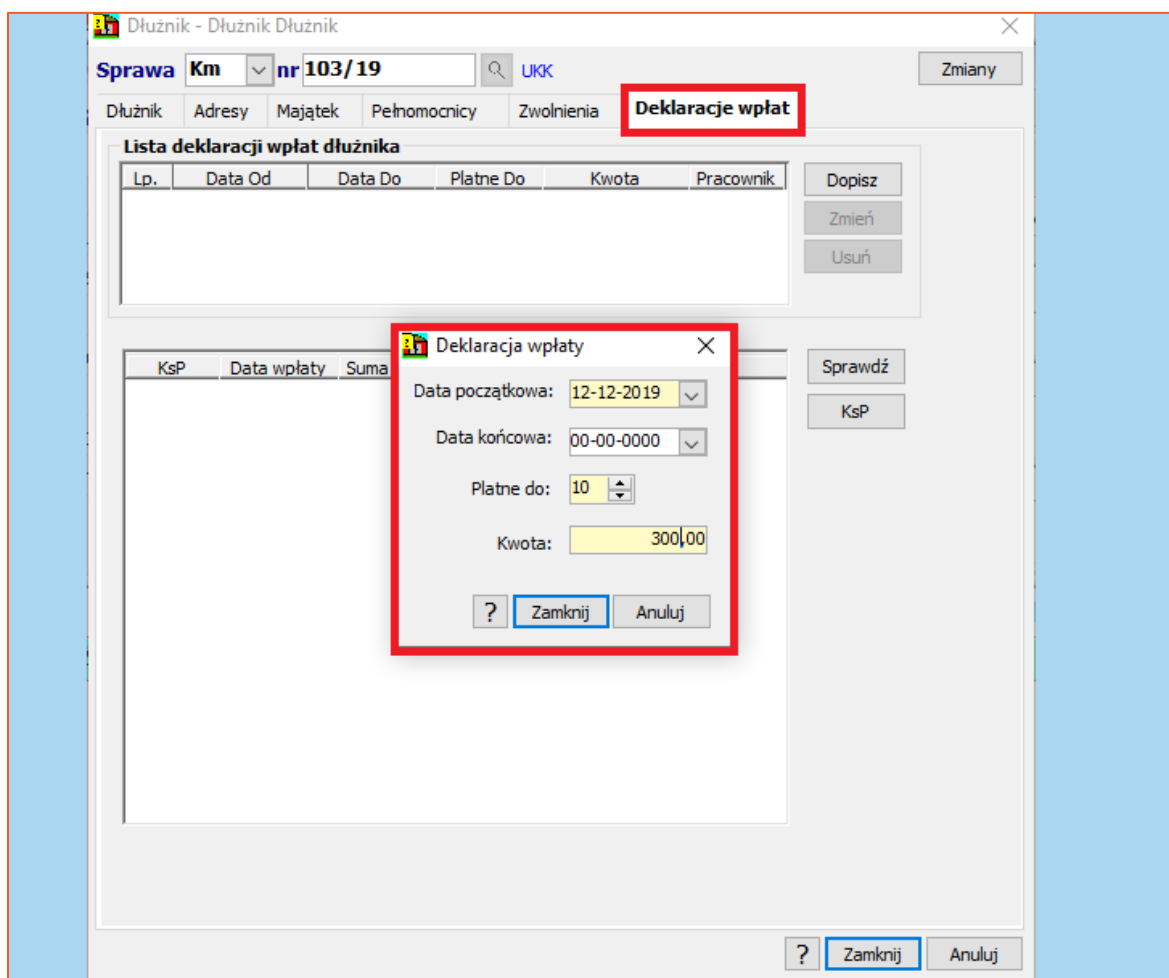 Dłużnik - Dłużnik Dłużnik
Sprawa Km nr 103/19 UKK Zmiany
Dłużnik Adresy Majątek Pełnomocnicy Zwolnienia Deklaracje wpłat
Lista deklaracji wpłat dłużnika
Lp. Data Od Data Do Platne Do Kwota Pracownik
Dopisz
Zmień
Usuń
KsP Data wpłaty Suma
Sprawdź
KsP
Deklaracja wpłaty
Data początkowa: 12-12-2019
Data końcowa: 00-00-0000
Platne do: 10
Kwota: 300,00
? Zamknij Anuluj
? Zamknij Anuluj